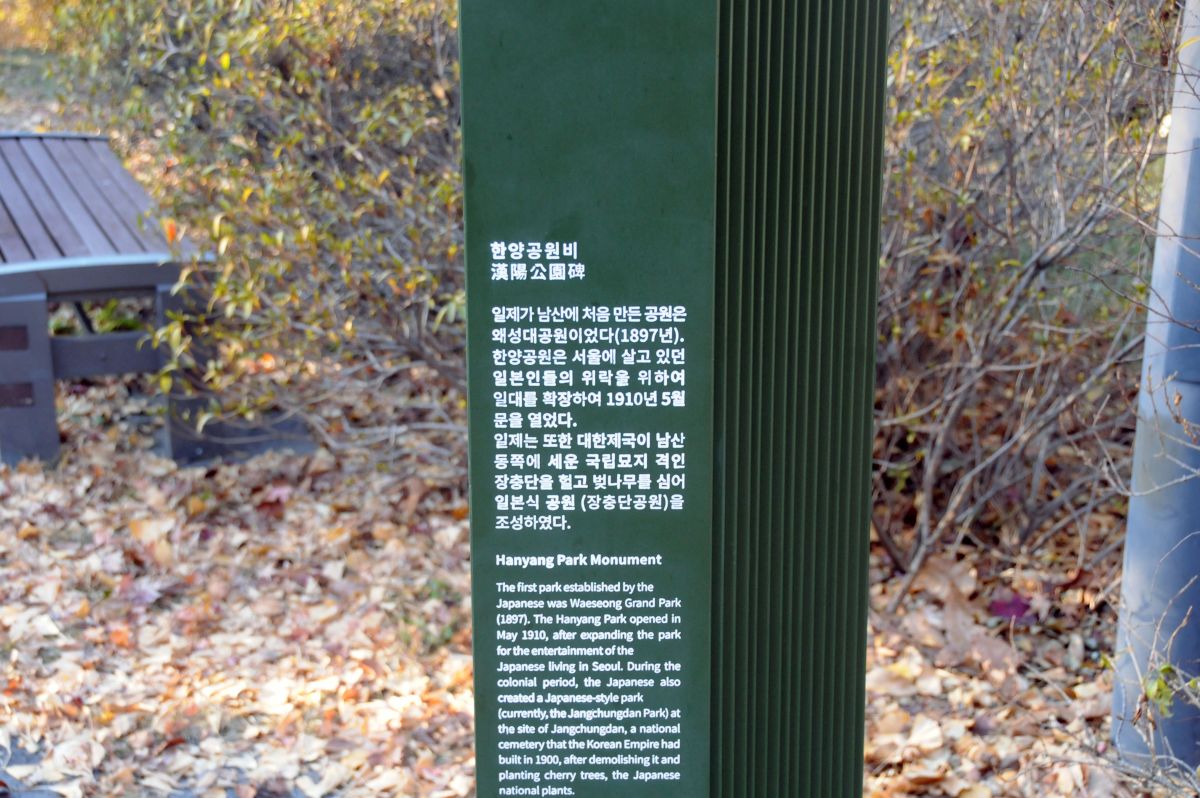 한양공원비
漢陽公園碑
일제가 남산에 처음 만든 공원은
왜성대공원이었다(1897년).
한양공원은 서울에 살고 있던
일본인들의 위락을 위하여
일대를 확장하여 1910년 5월
문을 열었다.
일제는 또한 대한제국이 남산
동쪽에 세운 국립묘지 격인
장충단을 헐고 벚나무를 심어
일본식 공원 (장충단공원)을
조성하였다.
Hanyang Park Monument
The first park established by the
Japanese was Waeseong Grand Park
(1897). The Hanyang Park opened in
May 1910, after expanding the park
for the entertainment of the
Japanese living in Seoul. During the
colonial period, the Japanese also
created a Japanese-style park
(currently, the Jangchungdan Park) at
the site of Jangchungdan, a national
cemetery that the Korean Empire had
built in 1900, after demolishing it and
planting cherry trees, the Japanese
national plants.